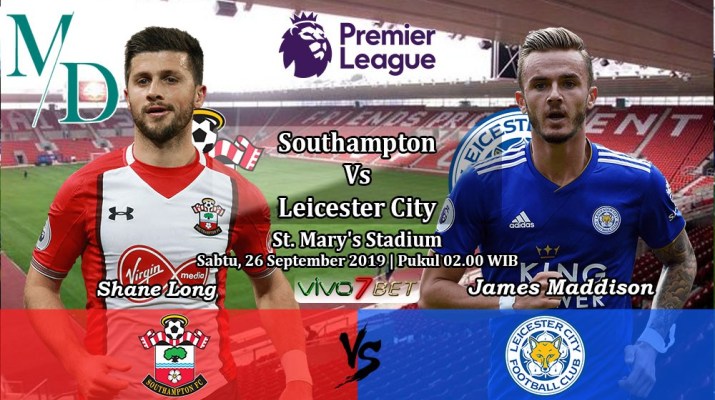 M/D
Premier
League
Southampton
Vs
Leicester City
St. Mary's Stadium
Sabtu, 26 September 2019 | Pukul 02.00 WIB
Shane Long
VIVO7BET
James Maddison
Virgin
media
adidas
KING
POWER
LEICESTER
VS
SOUTHAMPTON FC
LEICESTER CITY
FOOTBALL CLUB